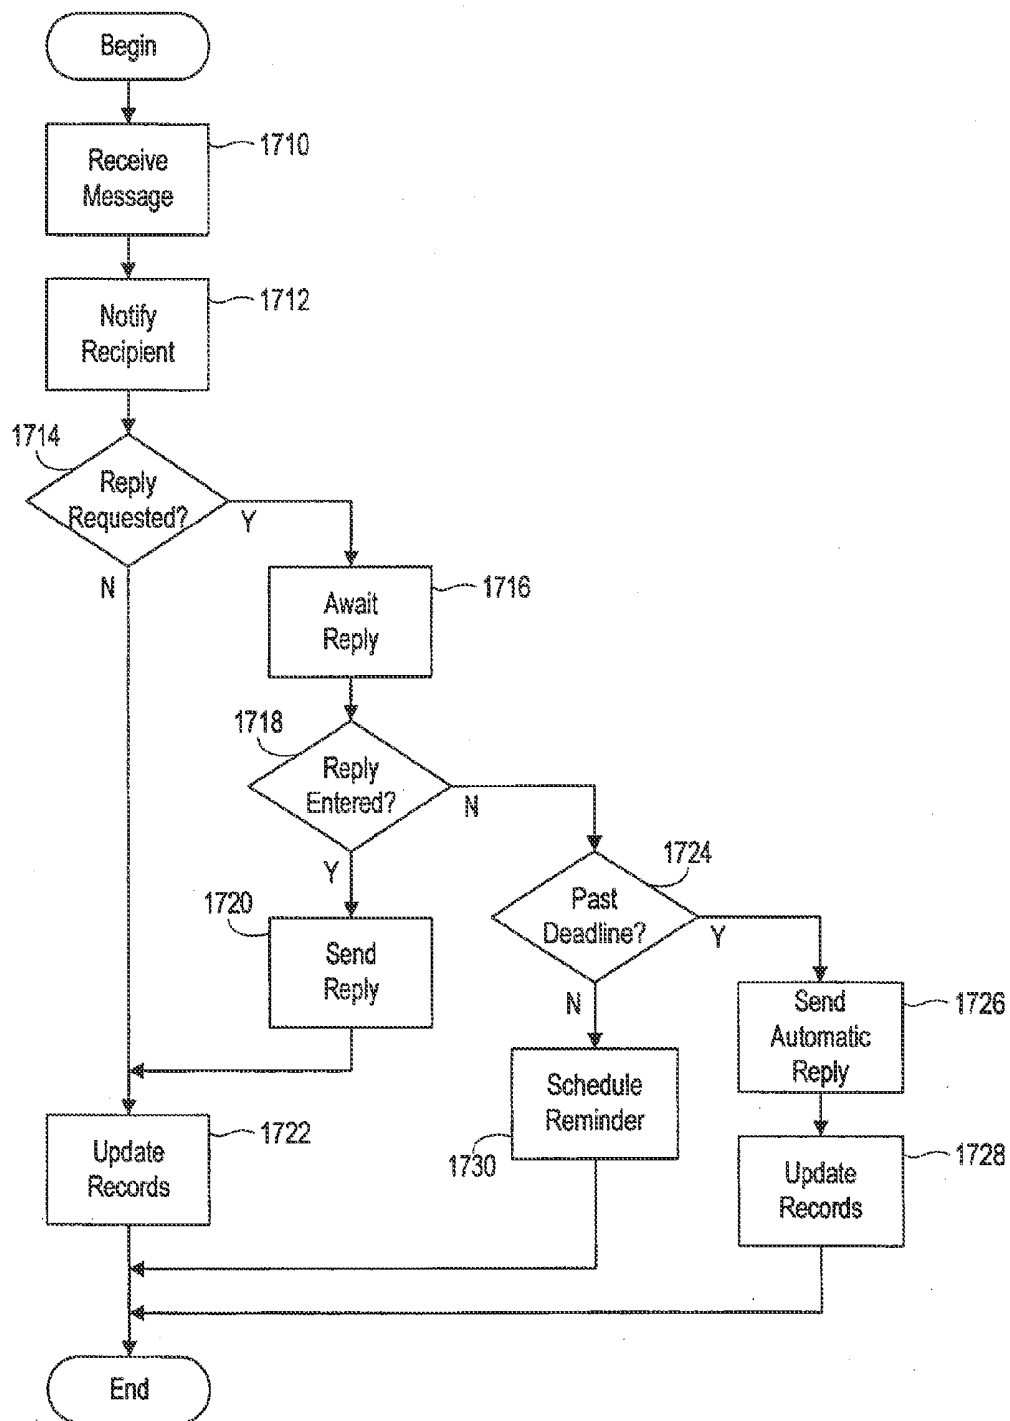 Begin
Receive
Message
1710
Notify
Recipient
1712
1714
Reply
Requested?
Y
N
Await
Reply
1716
1718
Reply
Entered?
N
Y
1724
Past
Deadline?
Y
N
1720
Send
Reply
Send
Automatic
Reply
1726
Schedule
Reminder
1730
Update
Records
1722
Update
Records
1728
End